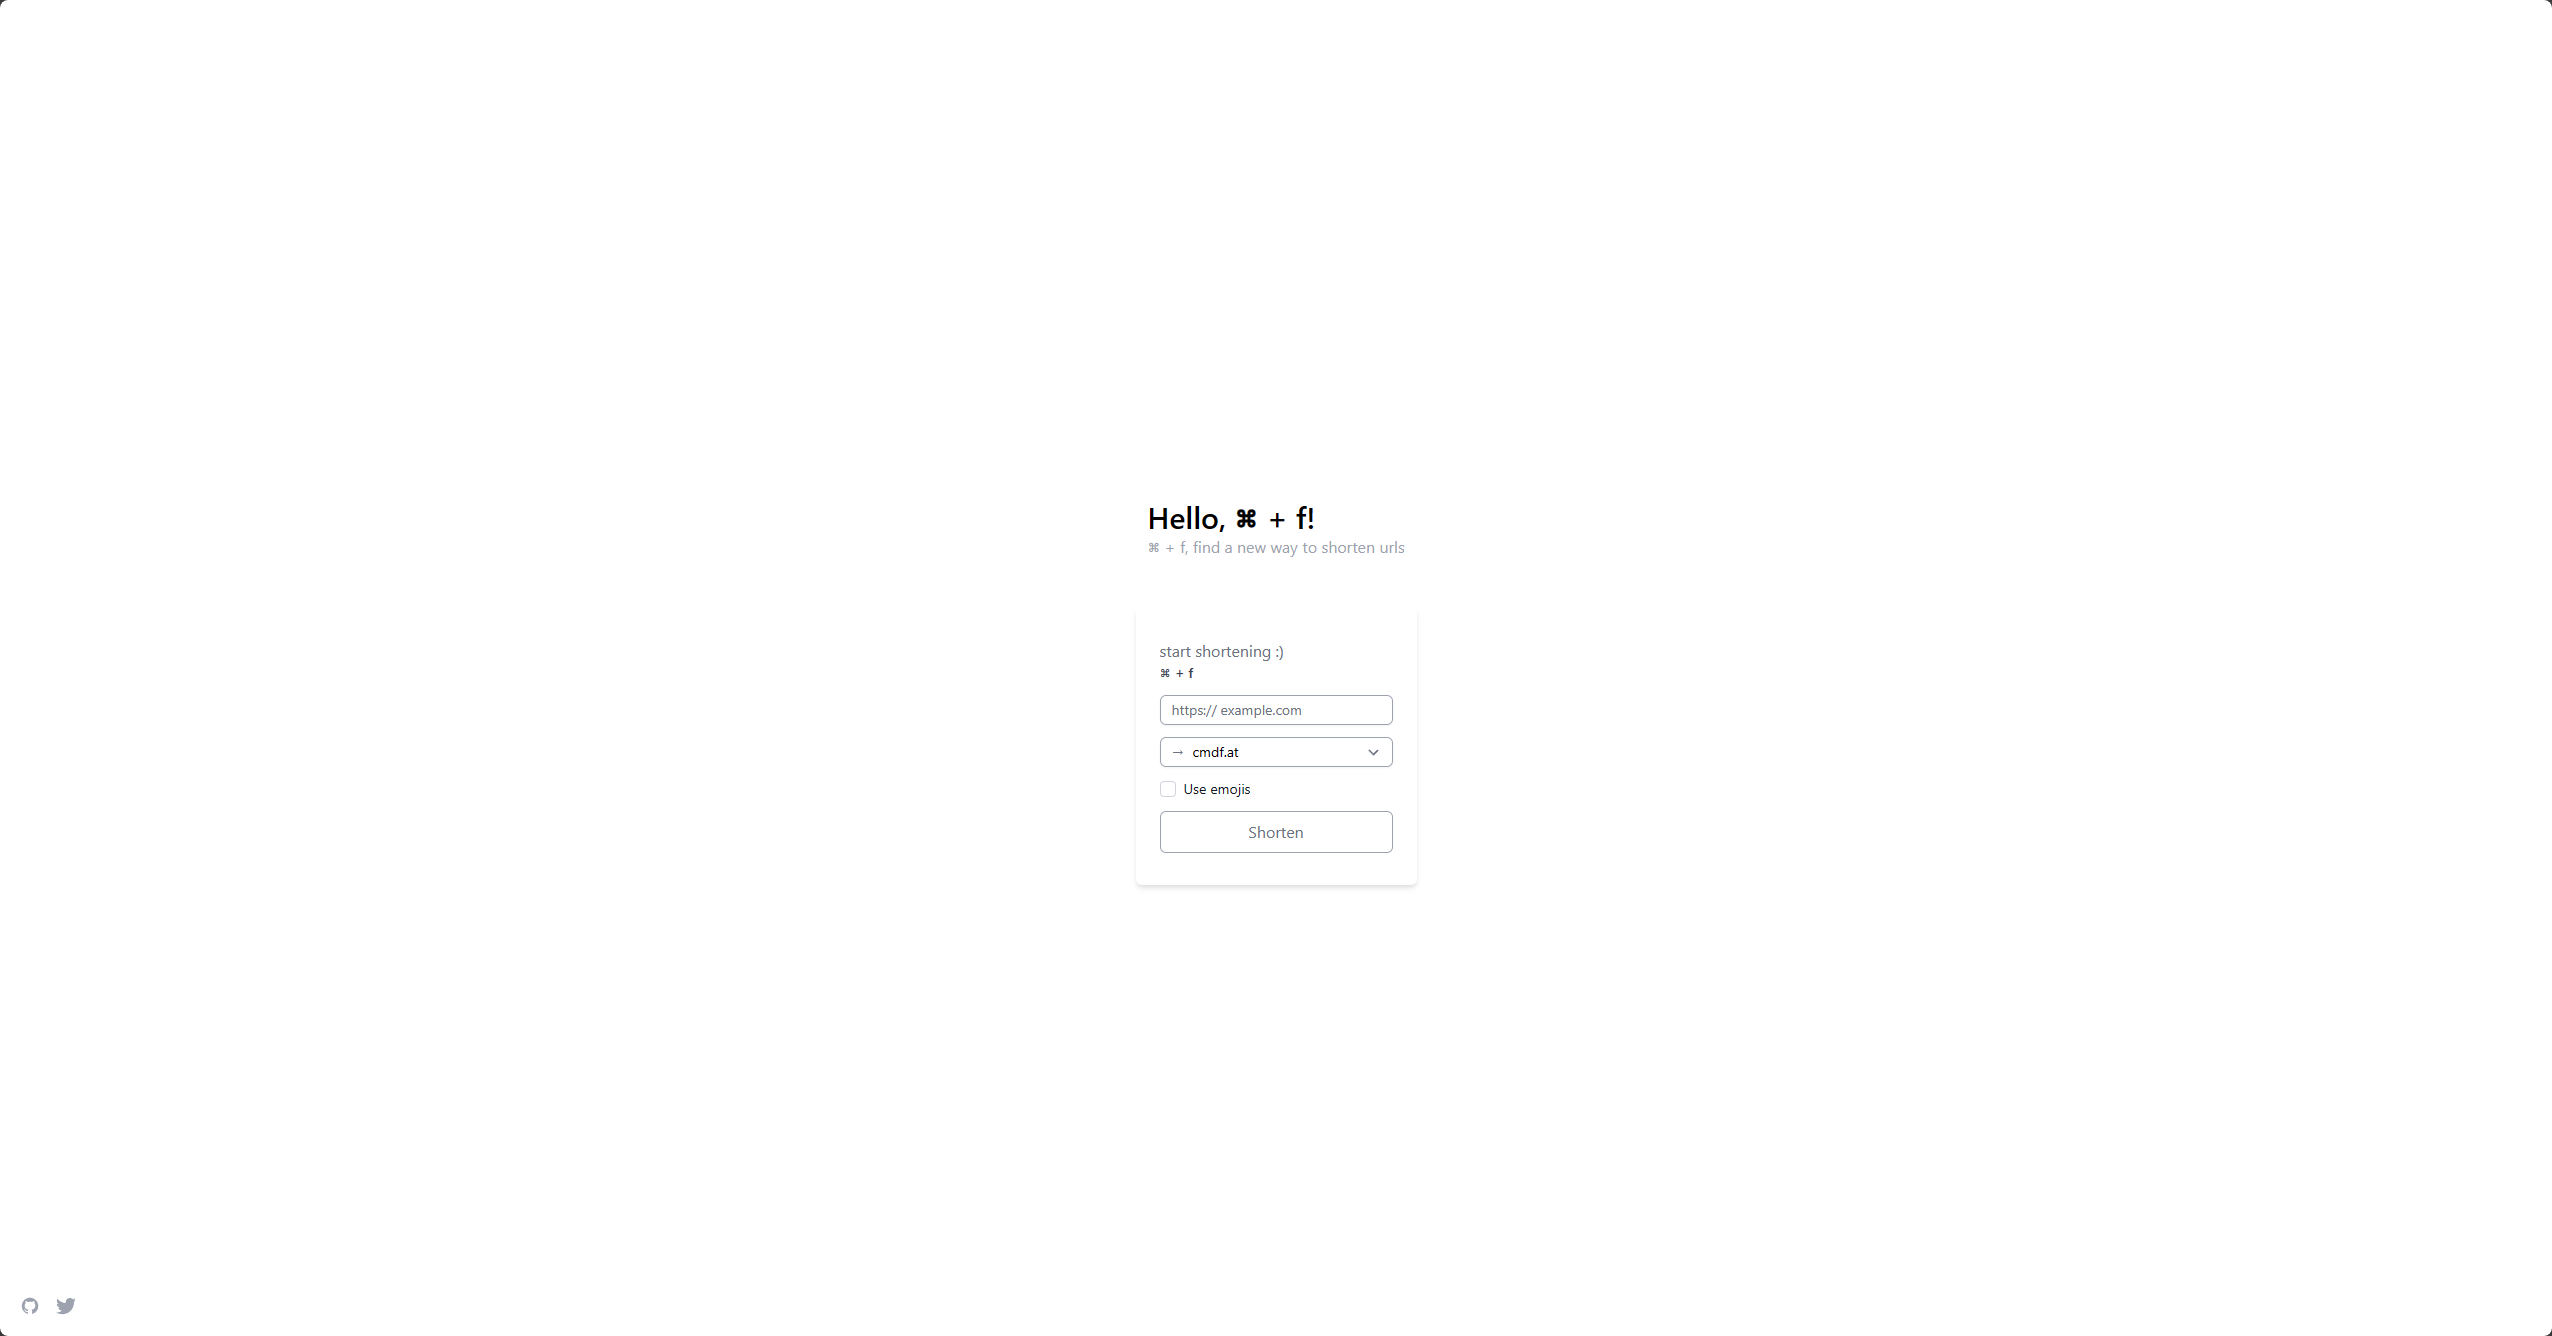 Hello, ⌘ + f!
⌘ + f, find a new way to shorten urls
start shortening :)
⌘ + f
https:// example.com
→ cmdf.at
Use emojis
Shorten